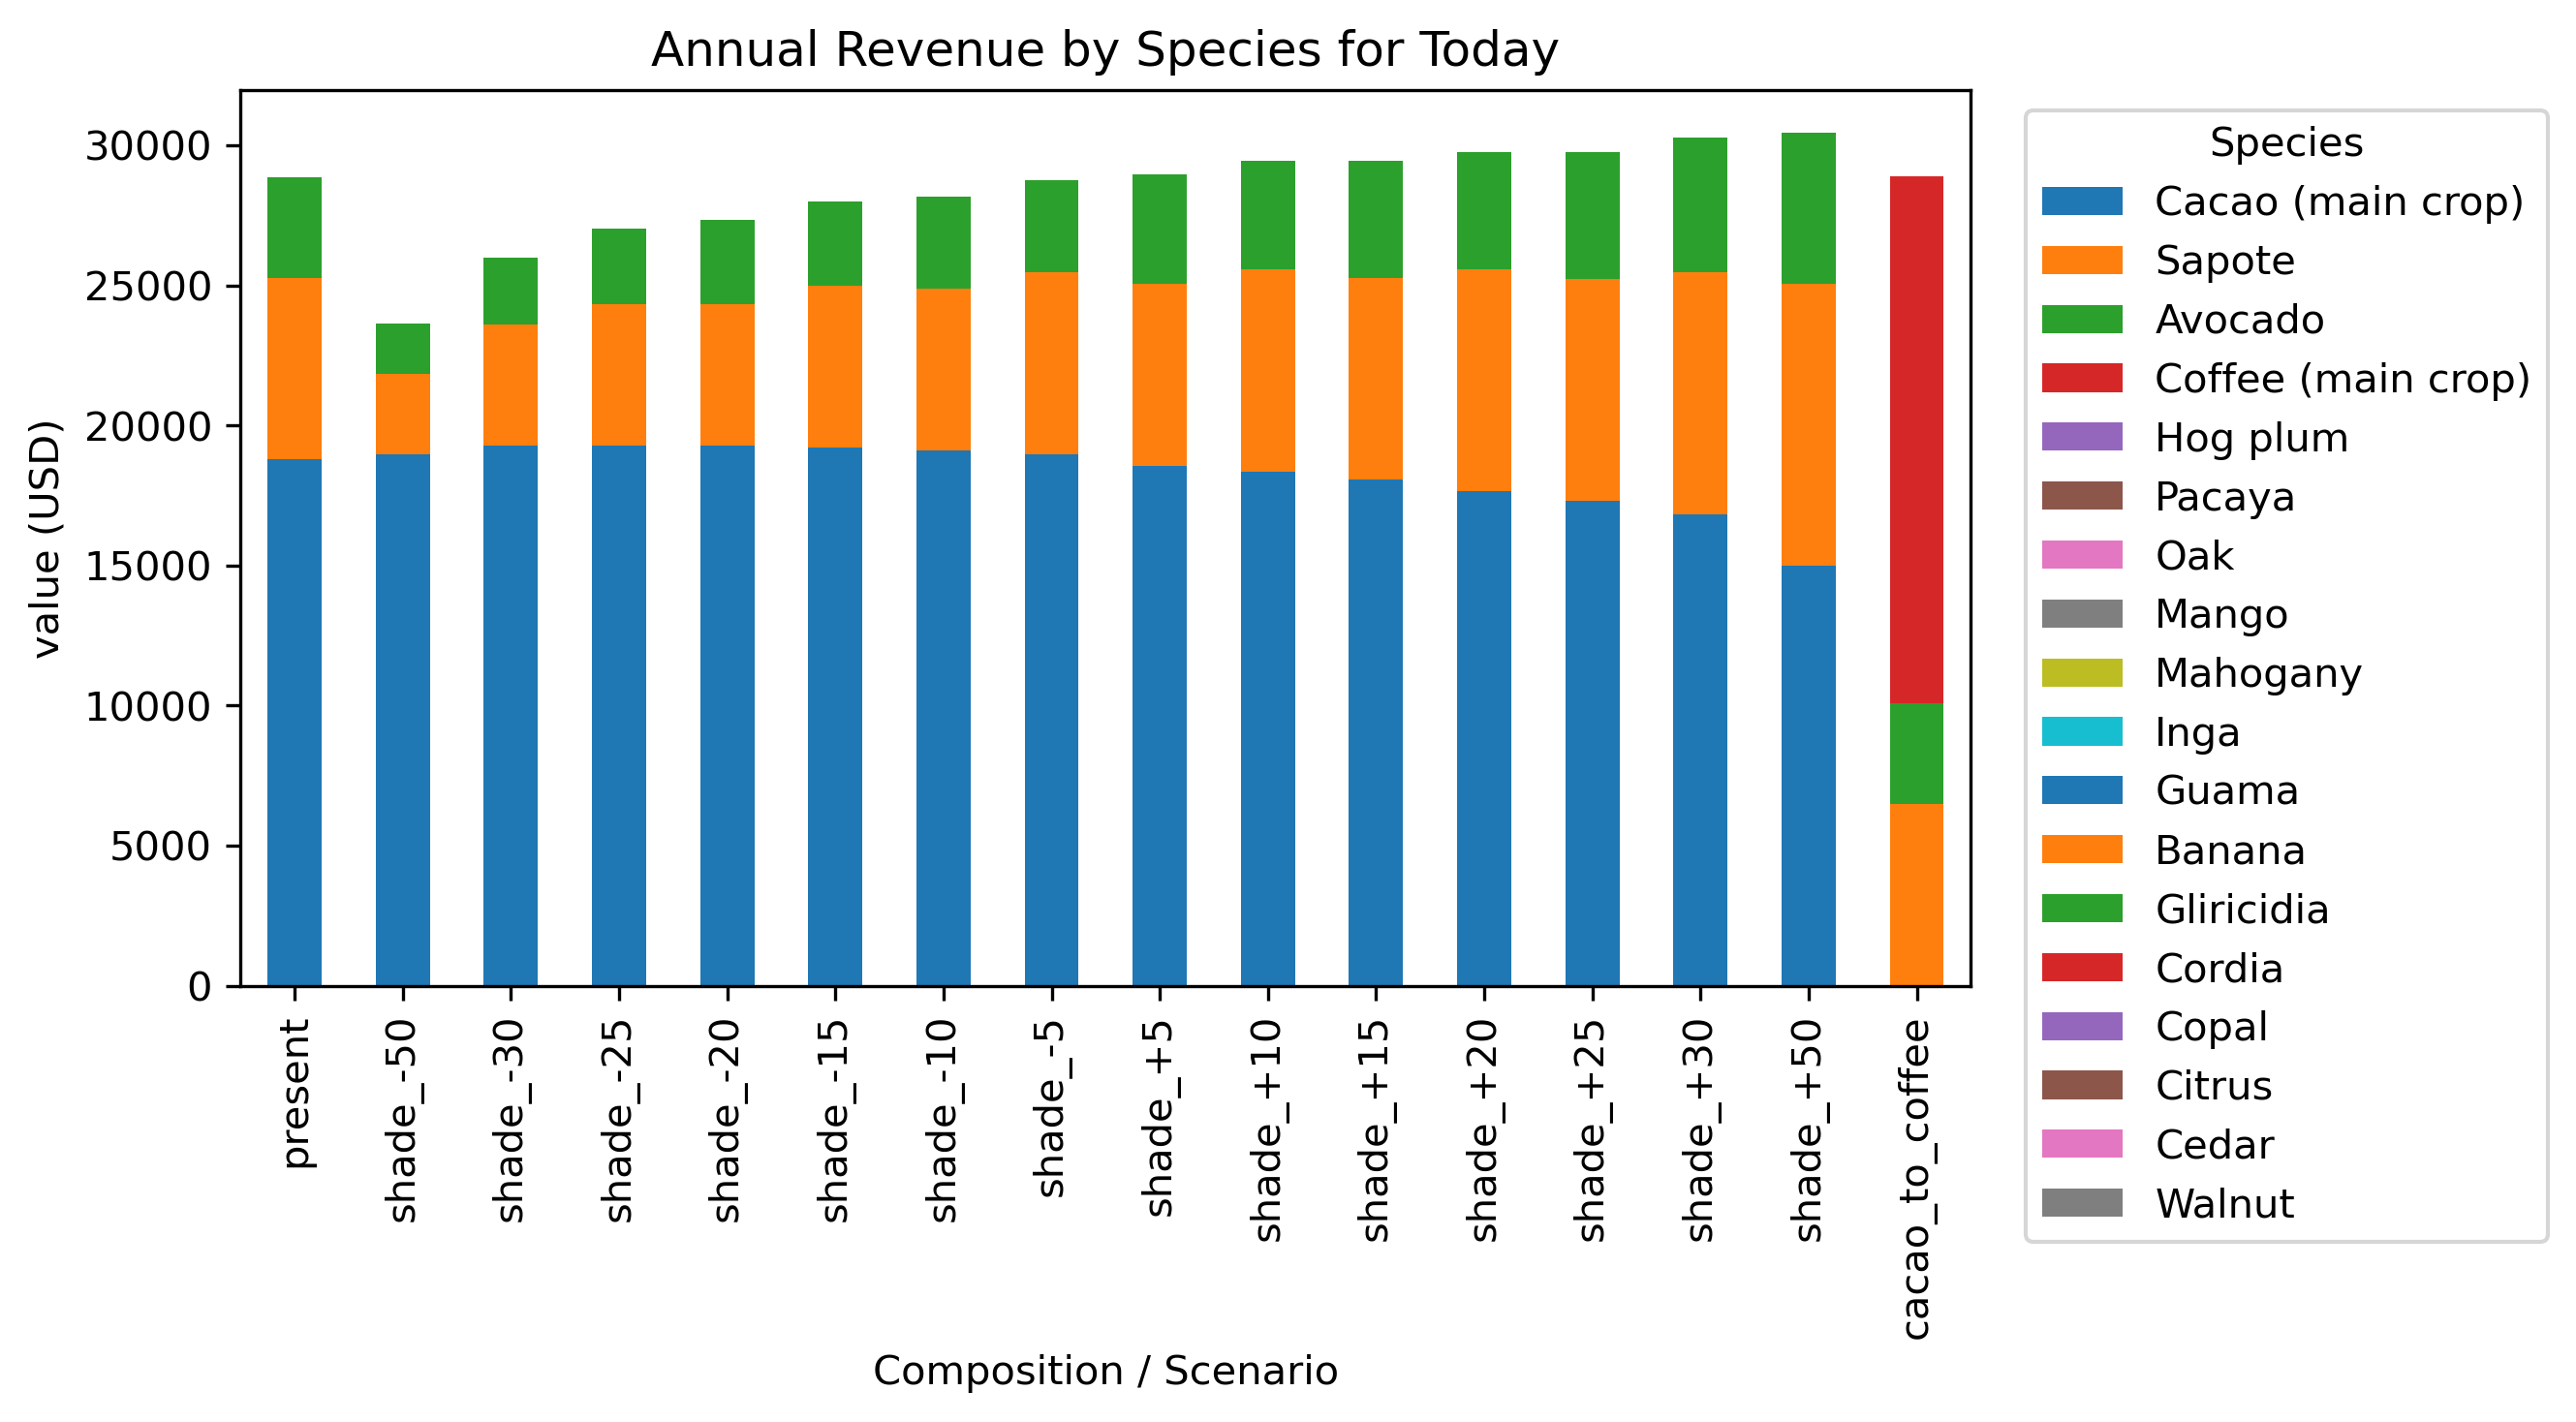 Annual Revenue by Species for Today
value (USD)
30000
25000
20000
15000
10000
5000
0
present
shade_-50
shade_-30
shade_-25
shade_-20
shade_-15
shade_-10
shade_-5
shade_+5
shade_+10
shade_+15
shade_+20
shade_+25
shade_+30
shade_+50
cacao_to_coffee
Composition / Scenario
Species
Cacao (main crop)
Sapote
Avocado
Coffee (main crop)
Hog plum
Pacaya
Oak
Mango
Mahogany
Inga
Guama
Banana
Gliricidia
Cordia
Copal
Citrus
Cedar
Walnut